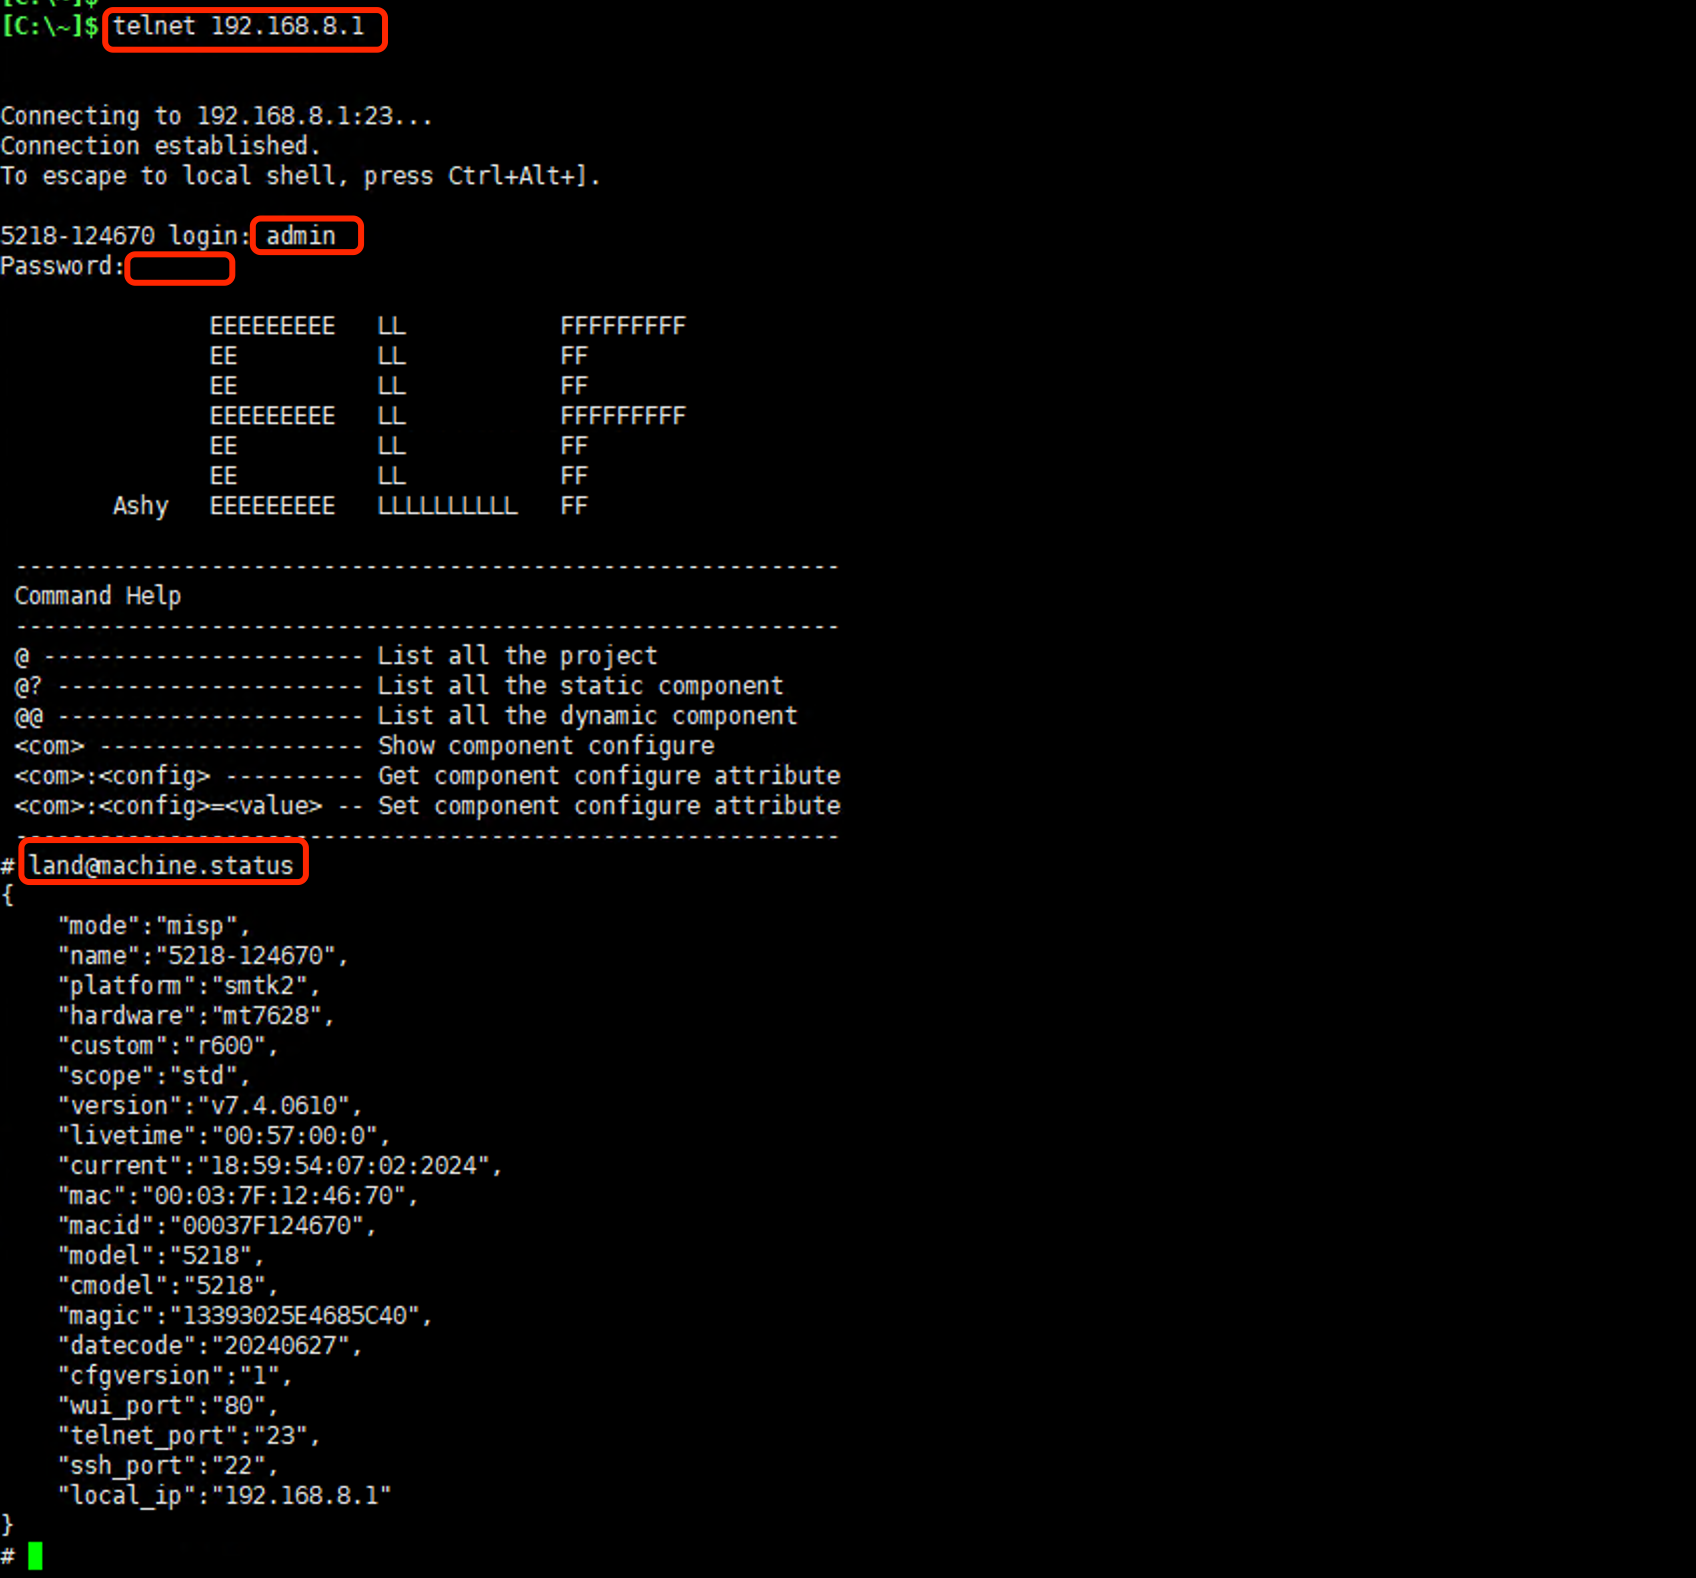 [C:\~]$
[C:\~]$ telnet 192.168.8.1
Connecting to 192.168.8.1:23...
Connection established.
To escape to local shell, press Ctrl+Alt+].
5218-124670 login: admin
Password:
EEEEEEEEE   LL           FFFFFFFFF
EE          LL           FF
EE          LL           FF
EEEEEEEEE   LL           FFFFFFFFF
EE          LL           FF
EE          LL           FF
Ashy   EEEEEEEEE   LLLLLLLLLL   FF
-----------------------------------------------------------
Command Help
-----------------------------------------------------------
@ ----------------------- List all the project
@? ---------------------- List all the static component
@@ ---------------------- List all the dynamic component
<com> ------------------- Show component configure
<com>:<config> ---------- Get component configure attribute
<com>:<config>=<value> -- Set component configure attribute
-----------------------------------------------------------
# land@machine.status
{
"mode":"misp",
"name":"5218-124670",
"platform":"smtk2",
"hardware":"mt7628",
"custom":"r600",
"scope":"std",
"version":"v7.4.0610",
"livetime":"00:57:00:0",
"current":"18:59:54:07:02:2024",
"mac":"00:03:7F:12:46:70",
"macid":"00037F124670",
"model":"5218",
"cmodel":"5218",
"magic":"13393025E4685C40",
"datecode":"20240627",
"cfgversion":"1",
"wui_port":"80",
"telnet_port":"23",
"ssh_port":"22",
"local_ip":"192.168.8.1"
}
#